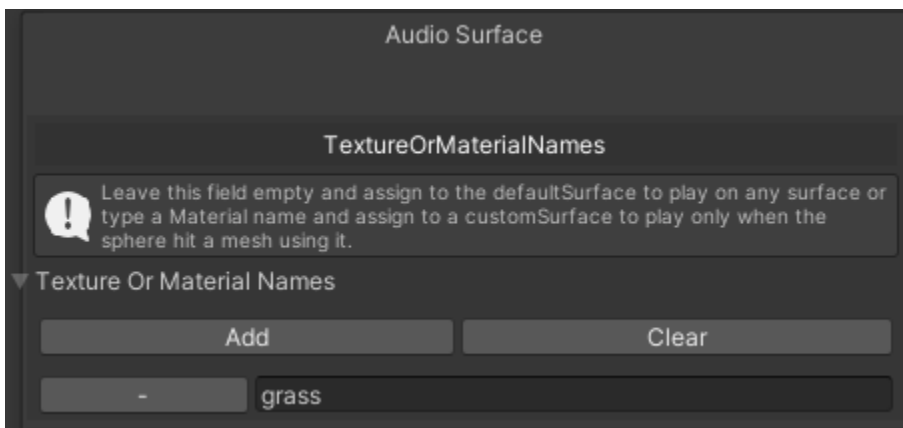 Audio Surface
TextureOrMaterialNames
Leave this field empty and assign to the defaultSurface to play on any surface or
type a Material name and assign to a customSurface to play only when the
sphere hit a mesh using it.
Texture Or Material Names
Add Clear
- grass